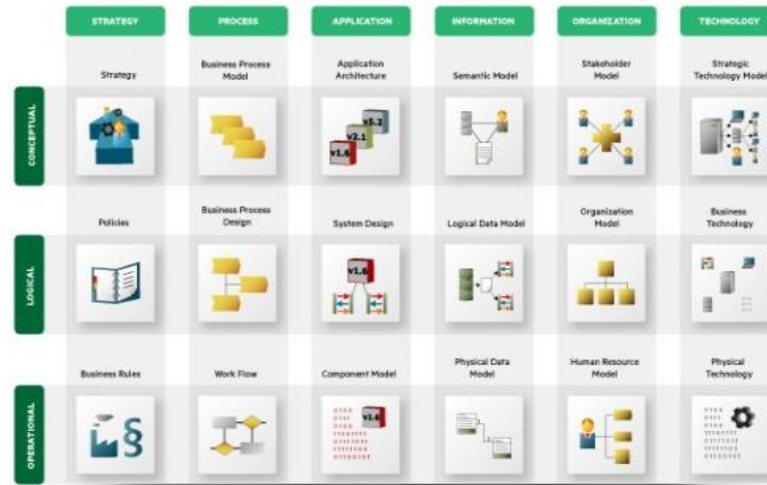 STRATEGY PROCESS APPLICATION INFORMATION ORGANIZATION TECHNOLOGY
CONCEPTUAL
Strategy
Business Process
Model
Application
Architecture
Semantic Model
Stakeholder
Model
Strategic
Technology Model
v5.2
v2.1
v1.6
LOGICAL
Policies
Business Process
Design
System Design
Logical Data Model
Organization
Model
Business
Technology
v1.6
OPERATIONAL
Business Rules
Work Flow
Component Model
Physical Data
Model
Human Resource
Model
Physical
Technology
§
v1.6